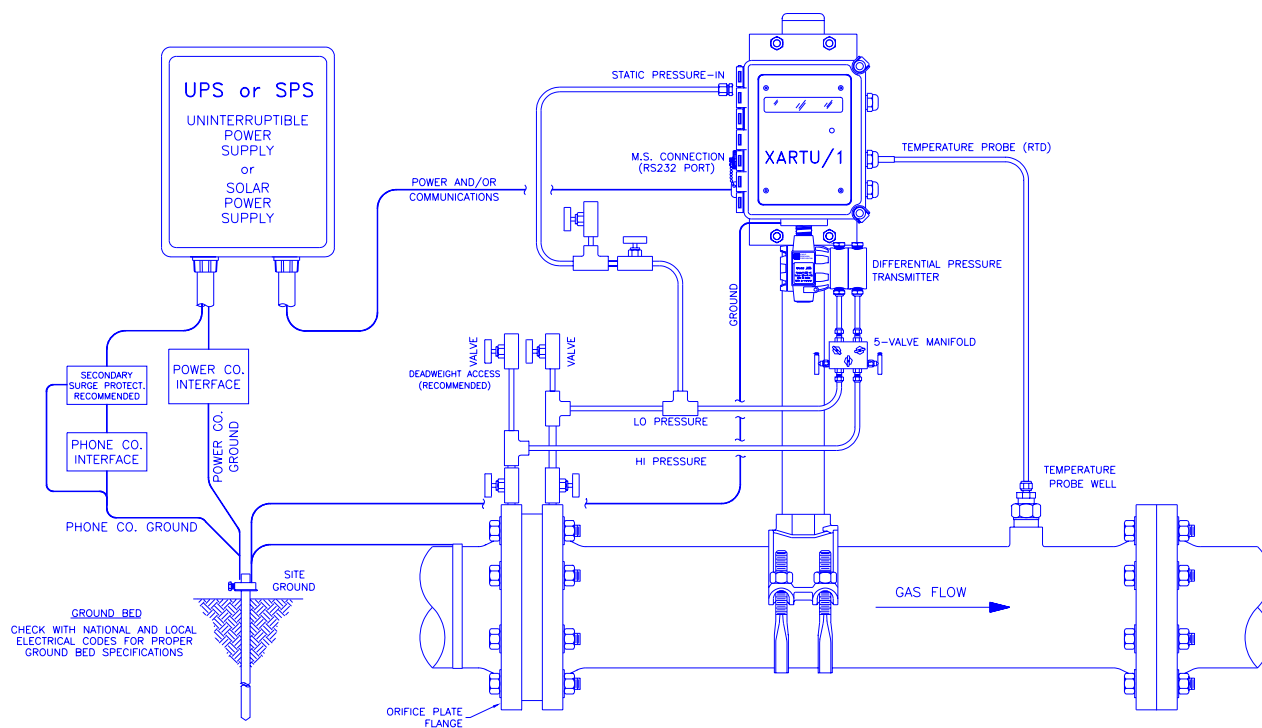 UPS or SPS
UNINTERRUPTIBLE
POWER
SUPPLY
or
SOLAR
POWER
SUPPLY
STATIC PRESSURE-IN
M.S. CONNECTION
(RS232 PORT)
XARTU/1
TEMPERATURE PROBE (RTD)
POWER AND/OR
COMMUNICATIONS
DIFFERENTIAL PRESSURE
TRANSMITTER
GROUND
5-VALVE MANIFOLD
VALVE
VALVE
DEADWEIGHT ACCESS
(RECOMMENDED)
SECONDARY
SURGE PROTECT.
RECOMMENDED
POWER CO.
INTERFACE
PHONE CO.
INTERFACE
POWER CO.
GROUND
LO PRESSURE
HI PRESSURE
TEMPERATURE
PROBE WELL
PHONE CO. GROUND
SITE
GROUND
GAS FLOW
GROUND BED
CHECK WITH NATIONAL AND LOCAL
ELECTRICAL CODES FOR PROPER
GROUND BED SPECIFICATIONS
ORIFICE PLATE
FLANGE